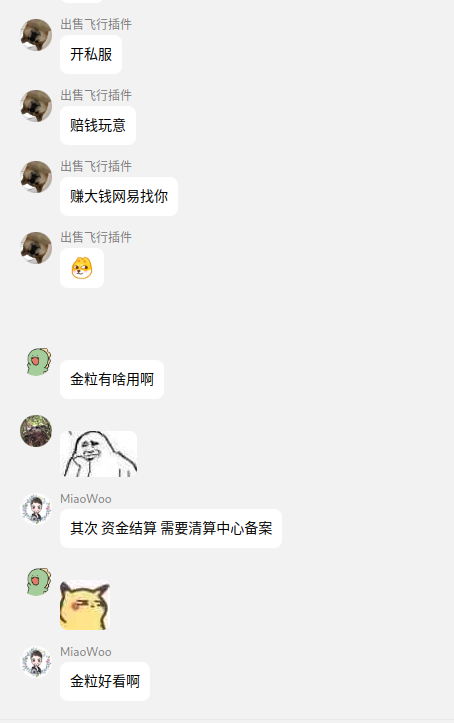 出售飞行插件
开私服
出售飞行插件
赔钱玩意
出售飞行插件
赚大钱网易找你
出售飞行插件
金粒有啥用啊
MiaoWoo
其次 资金结算 需要清算中心备案
MiaoWoo
金粒好看啊